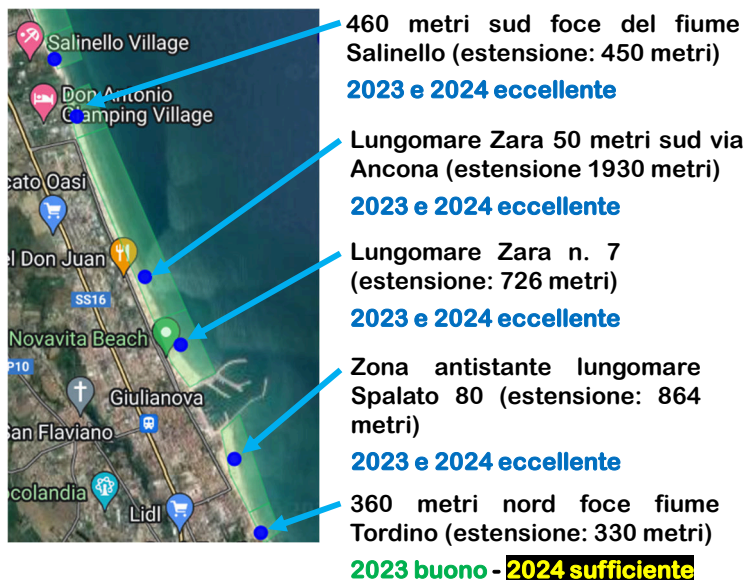 460 metri sud foce del fiume
Salinello (estensione: 450 metri)
2023 e 2024 eccellente
Lungomare Zara 50 metri sud via
Ancona (estensione 1930 metri)
2023 e 2024 eccellente
Lungomare Zara n. 7
(estensione: 726 metri)
2023 e 2024 eccellente
Zona antistante lungomare
Spalato 80 (estensione: 864
metri)
2023 e 2024 eccellente
360 metri nord foce fiume
Tordino (estensione: 330 metri)
2023 buono - 2024 sufficiente
Salinello Village
Don Antonio
Glamping Village
cato Oasi
el Don Juan
SS16
Novavita Beach
P10
Giulianova
San Flaviano
ocolandia
Lidl